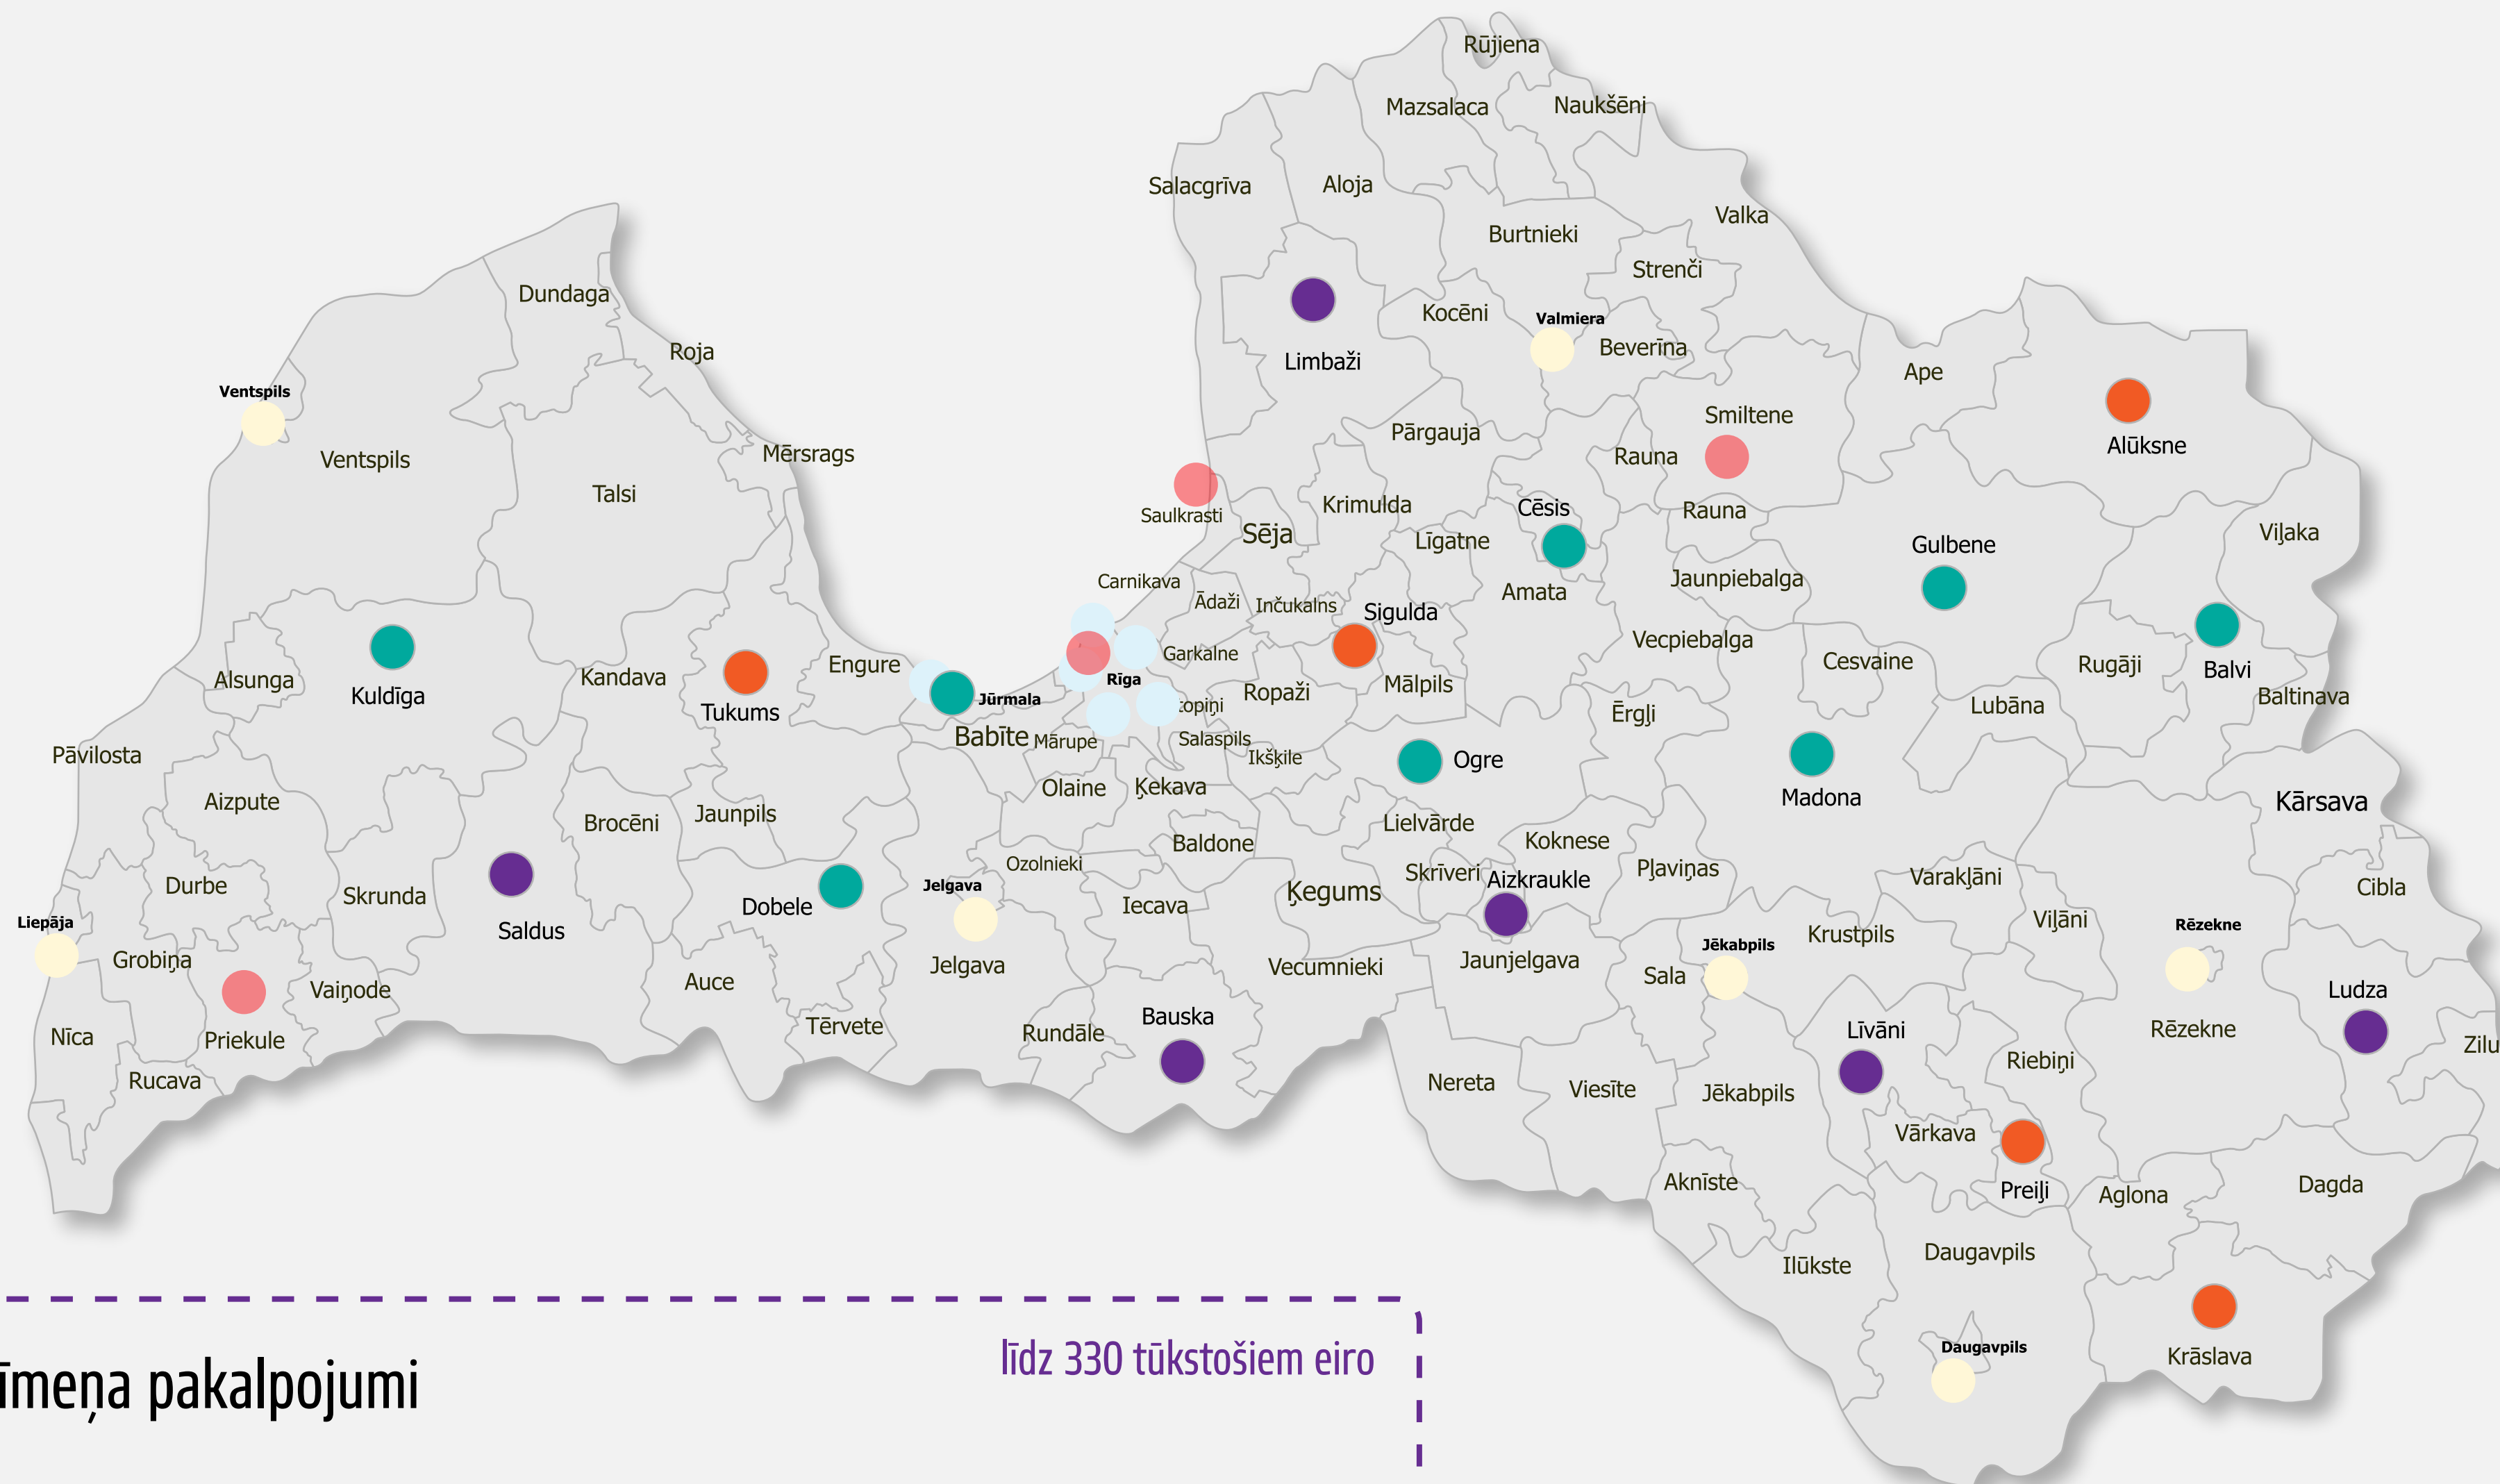 Rūjiena
Mazsalaca
Naukšēni
Salacgrīva
Aloja
Valka
Burtnieki
Strenči
Dundaga
Kocēni
Valmiera
Roja
Beverīna
Limbaži
Ape
Ventspils
Smiltene
Pārgauja
Alūksne
Mērsrags
Rauna
Ventspils
Talsi
Krimulda
Cēsis
Rauna
Saulkrasti
Sēja
Viļaka
Līgatne
Gulbene
Carnikava
Jaunpiebalga
Amata
Ādaži
Inčukalns
Sigulda
Vecpiebalga
Garkalne
Cesvaine
Engure
Rugāji
Balvi
Alsunga
Kandava
Rīga
Mālpils
Kuldīga
Ropaži
Baltinava
Jūrmala
topiņi
Lubāna
Tukums
Ērgļi
Babīte
Mārupe
Salaspils
Pāvilosta
Ikšķile
Ogre
Olaine
Ķekava
Madona
Aizpute
Kārsava
Jaunpils
Brocēni
Lielvārde
Baldone
Koknese
Ozolnieki
Pļaviņas
Skrīveri
Varakļāni
Aizkraukle
Durbe
Jelgava
Cibla
Skrunda
Ķegums
Dobele
Iecava
Liepāja
Viļāni
Rēzekne
Saldus
Krustpils
Jēkabpils
Grobiņa
Jaunjelgava
Jelgava
Vecumnieki
Sala
Auce
Vaiņode
Ludza
Bauska
Tērvete
Līvāni
Rēzekne
Rundāle
Nīca
Priekule
Zilu
Riebiņi
Rucava
Nereta
Viesīte
Jēkabpils
Vārkava
Aknīste
Dagda
Preiļi
Aglona
Daugavpils
Ilūkste
Daugavpils
Krāslava
līdz 330 tūkstošiem eiro
īmeņa pakalpojumi